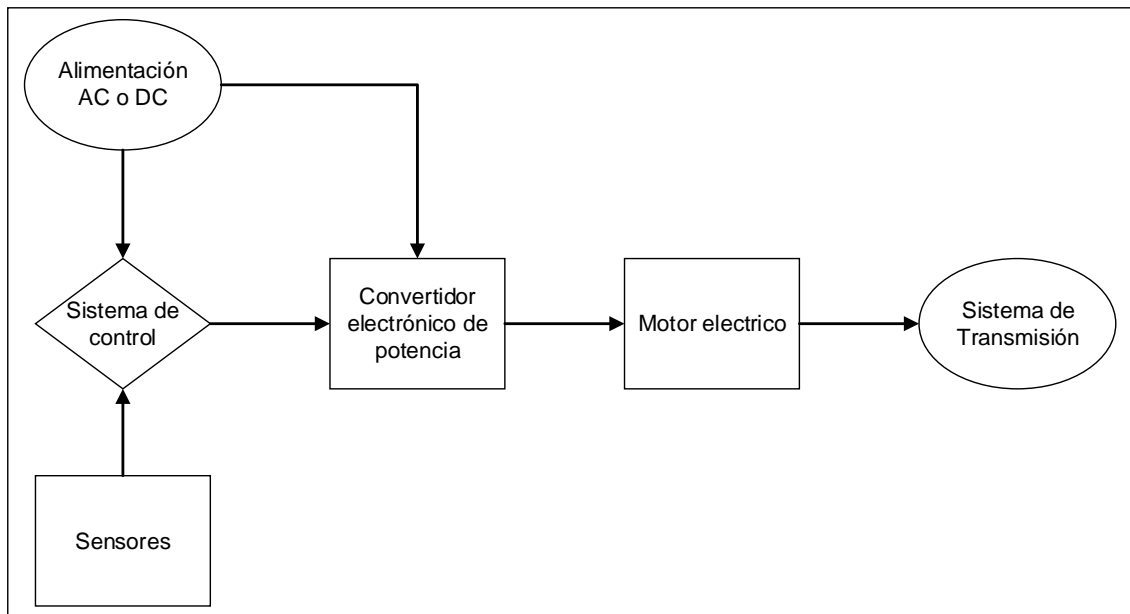 Alimentación
AC o DC
Sistema de
control
Convertidor
electrónico de
potencia
Motor electrico
Sistema de
Transmisión
Sensores